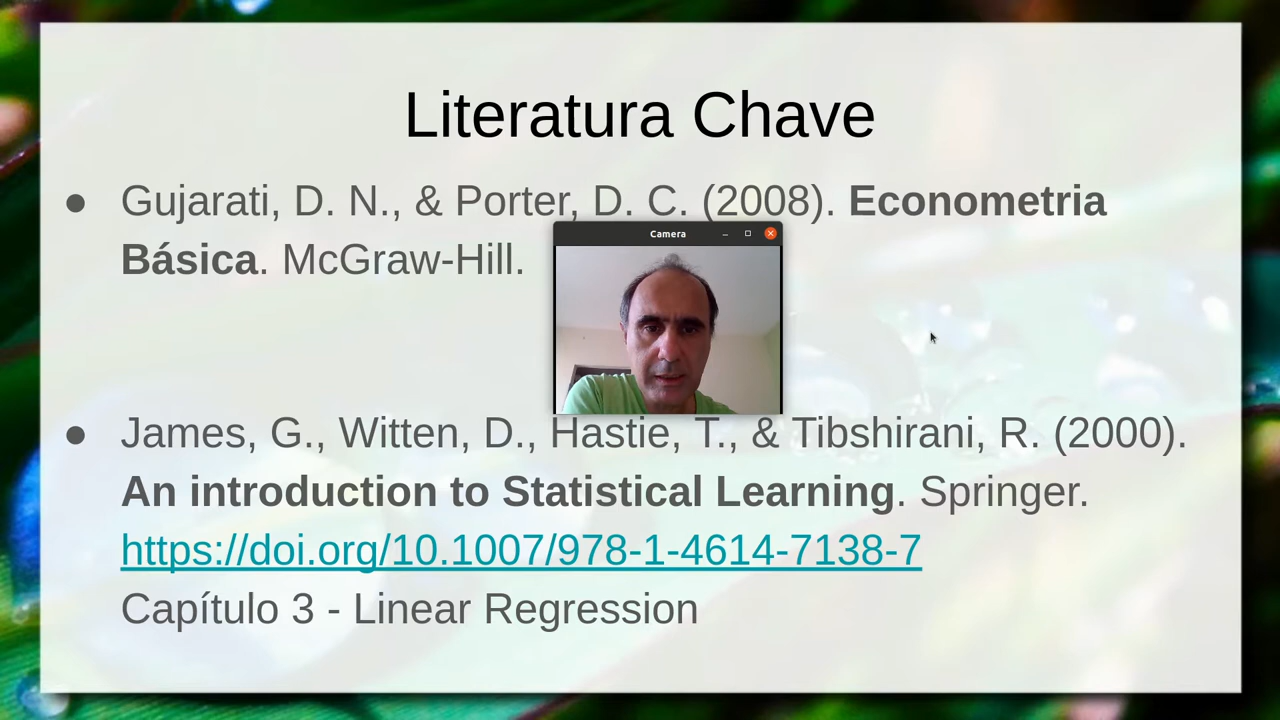 Literatura Chave
● Gujarati, D. N., & Porter, D. C. (2008). Econometria
Básica. McGraw-Hill.
Camera
● James, G., Witten, D., Hastie, T., & Tibshirani, R. (2000).
An introduction to Statistical Learning. Springer.
https://doi.org/10.1007/978-1-4614-7138-7
Capítulo 3 - Linear Regression